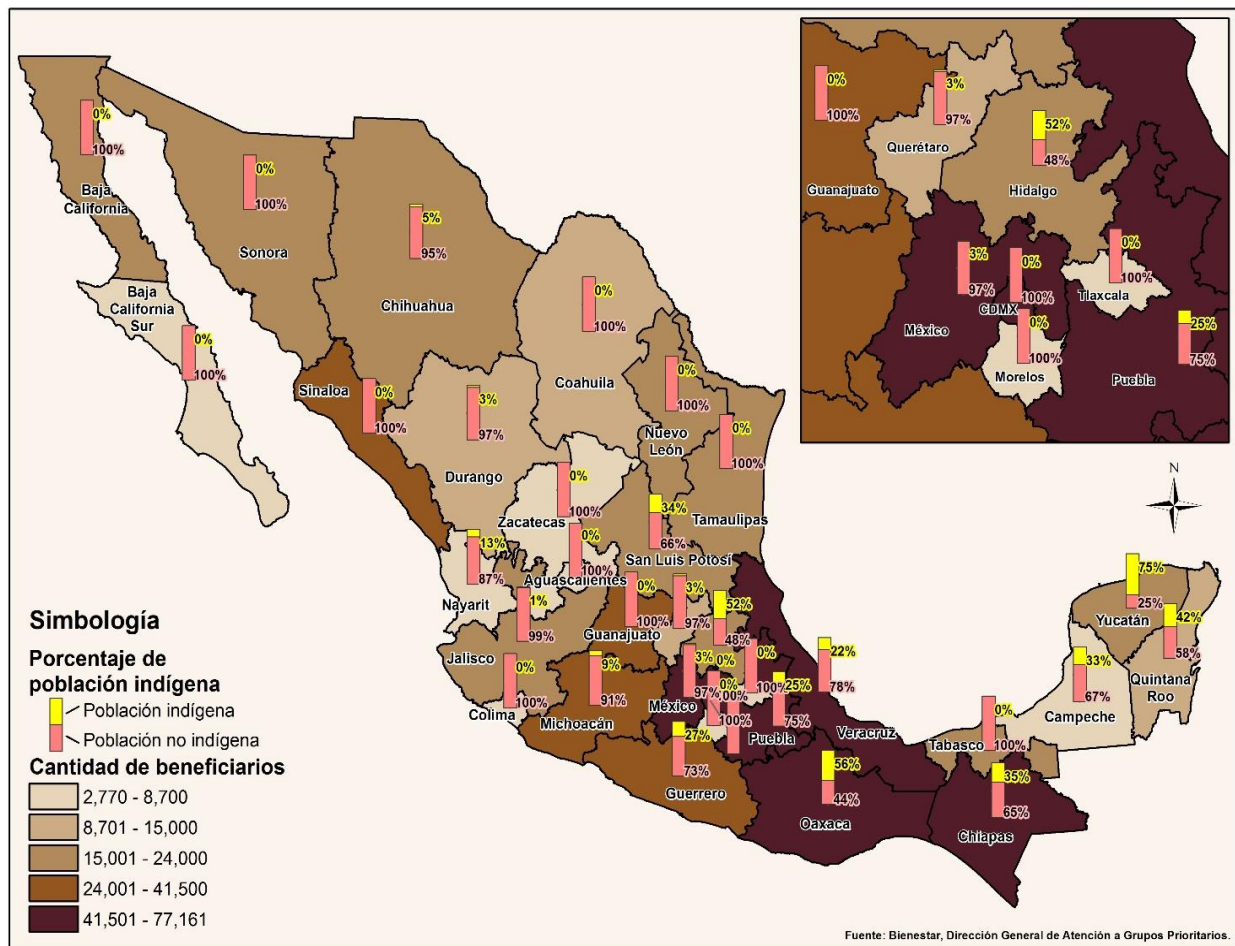 0%
100%
Baja
California
0%
100%
Sonora
5%
95%
Chihuahua
0%
100%
Coahuila
Baja
California
Sur
0%
100%
Sinaloa
0%
100%
3%
97%
Durango
0%
100%
Nuevo
León
0%
100%
Tamaulipas
0%
100%
Zacatecas
34%
66%
San Luis Potosí
0%
100%
Aguascalientes
13%
87%
Nayarit
1%
99%
Jalisco
0%
100%
Guanajuato
3%
97%
52%
48%
0%
100%
Colima
9%
91%
Michoacán
3%
97%
México
0%
100%
0%
100%
0%
100%
25%
75%
Puebla
22%
78%
Veracruz
27%
73%
Guerrero
56%
44%
Oaxaca
0%
100%
Tabasco
35%
65%
Chiapas
33%
67%
Campeche
75%
25%
Yucatán
42%
58%
Quintana
Roo
0%
100%
Guanajuato
3%
97%
Querétaro
52%
48%
Hidalgo
3%
97%
México
0%
100%
CDMX
0%
100%
Morelos
0%
100%
Tlaxcala
25%
75%
Puebla
N
Simbología
Porcentaje de
población indígena
Población indígena
Población no indígena
Cantidad de beneficiarios
2,770 - 8,700
8,701 - 15,000
15,001 - 24,000
24,001 - 41,500
41,501 - 77,161
Fuente: Bienestar, Dirección General de Atención a Grupos Prioritarios.